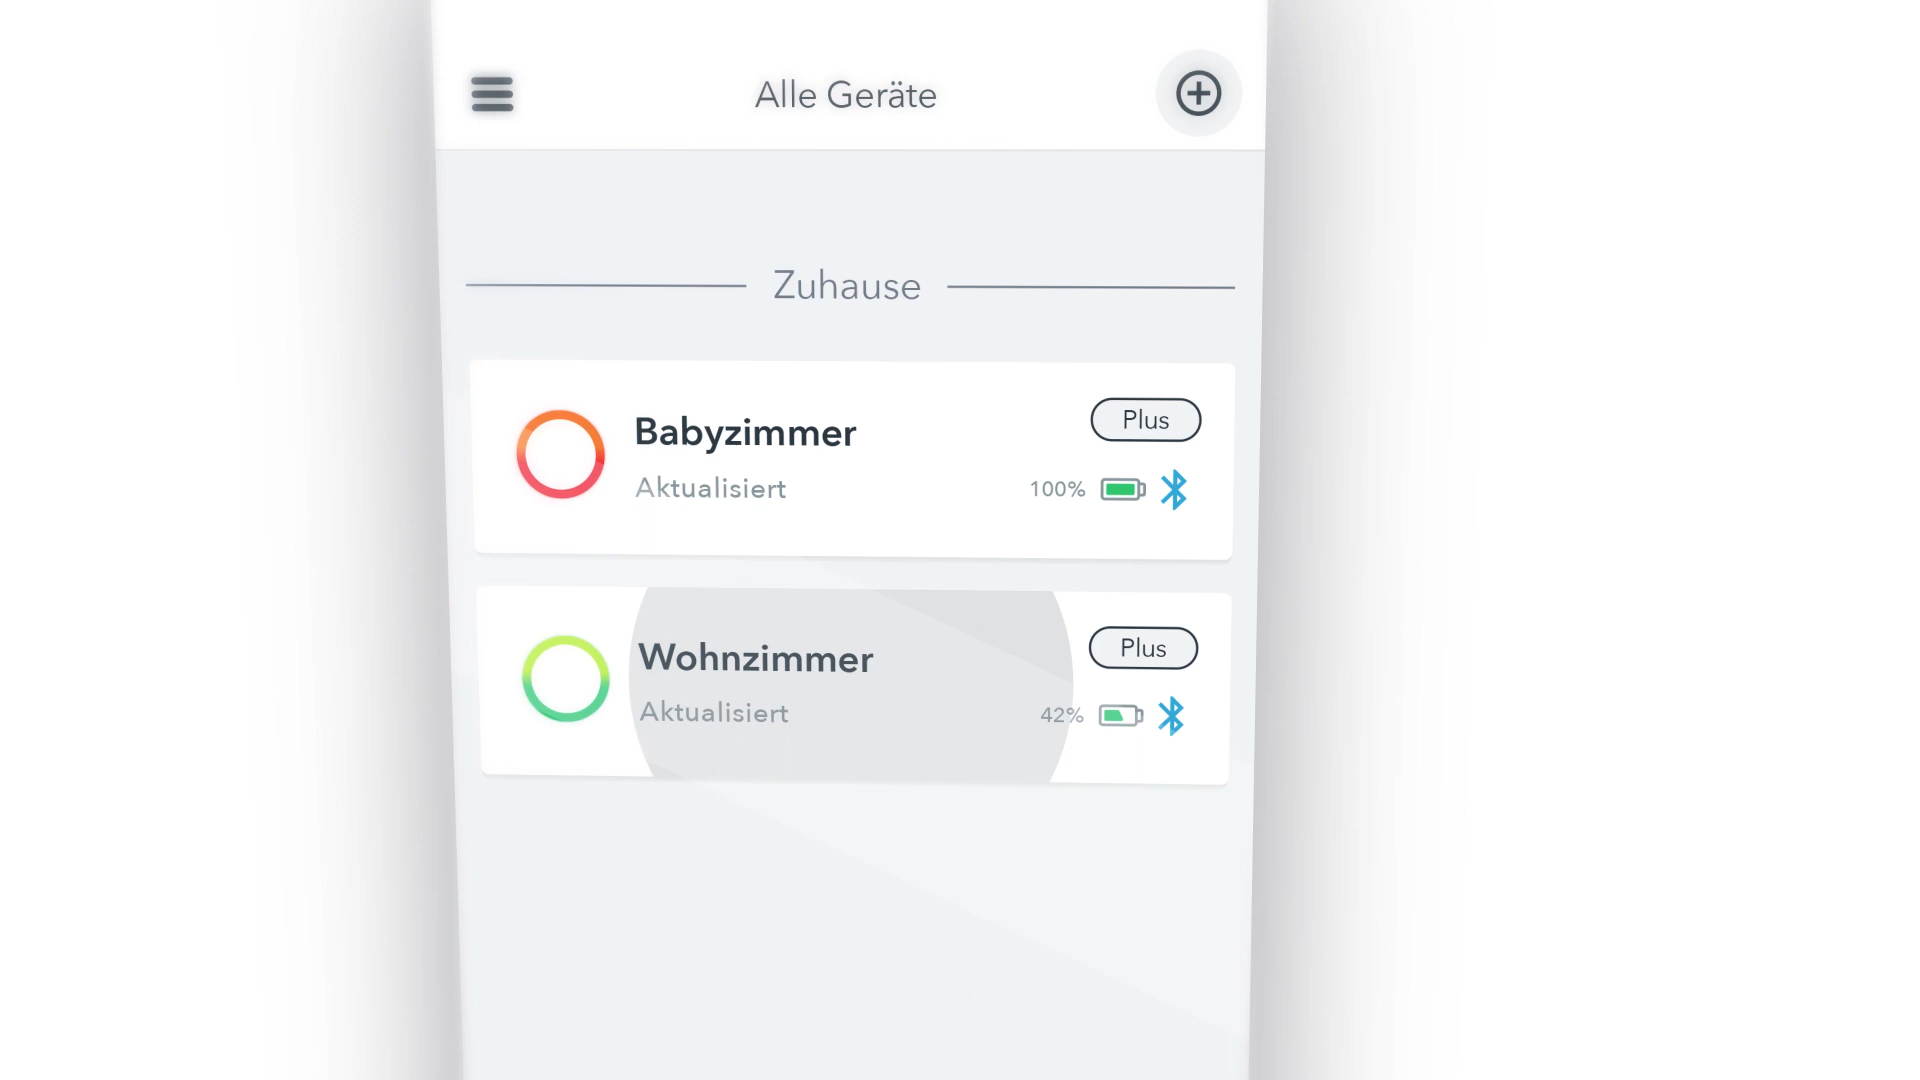 Alle Geräte
Zuhause
Babyzimmer
Plus
Aktualisiert
100%
Wohnzimmer
Plus
Aktualisiert
42%